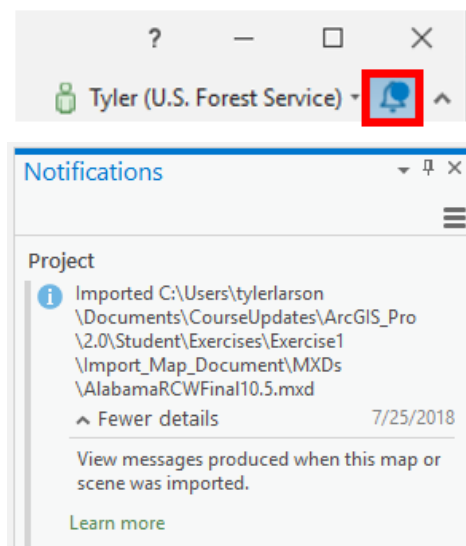 ?
Tyler (U.S. Forest Service)
Notifications
Project
Imported C:\Users\tylerlarson
\Documents\CourseUpdates\ArcGIS_Pro
\2.0\Student\Exercises\Exercise1
\Import_Map_Document\MXDs
\AlabamaRCWFinal10.5.mxd
Fewer details 7/25/2018
View messages produced when this map or
scene was imported.
Learn more